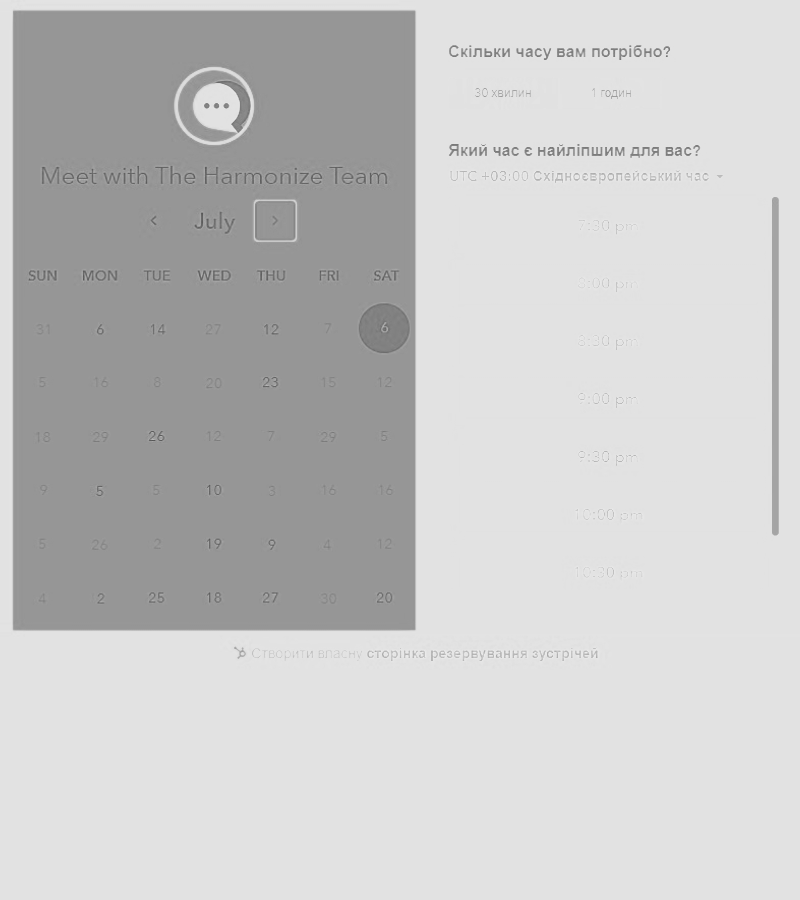 Meet with The Harmonize Team
July
SUN MON TUE WED THU FRI SAT
31 6 14 27 12 7 6
5 16 8 20 23 15 12
18 29 26 12 7 29 5
9 5 5 10 3 16 16
5 26 2 19 9 4 12
4 2 25 18 27 30 20
Скільки часу вам потрібно?
30 хвилин 1 годин
Який час є найліпшим для вас?
UTC +03:00 Східноєвропейський час
7:30 pm
8:00 pm
8:30 pm
9:00 pm
9:30 pm
10:00 pm
10:30 pm
Створити власну сторінка резервування зустрічей